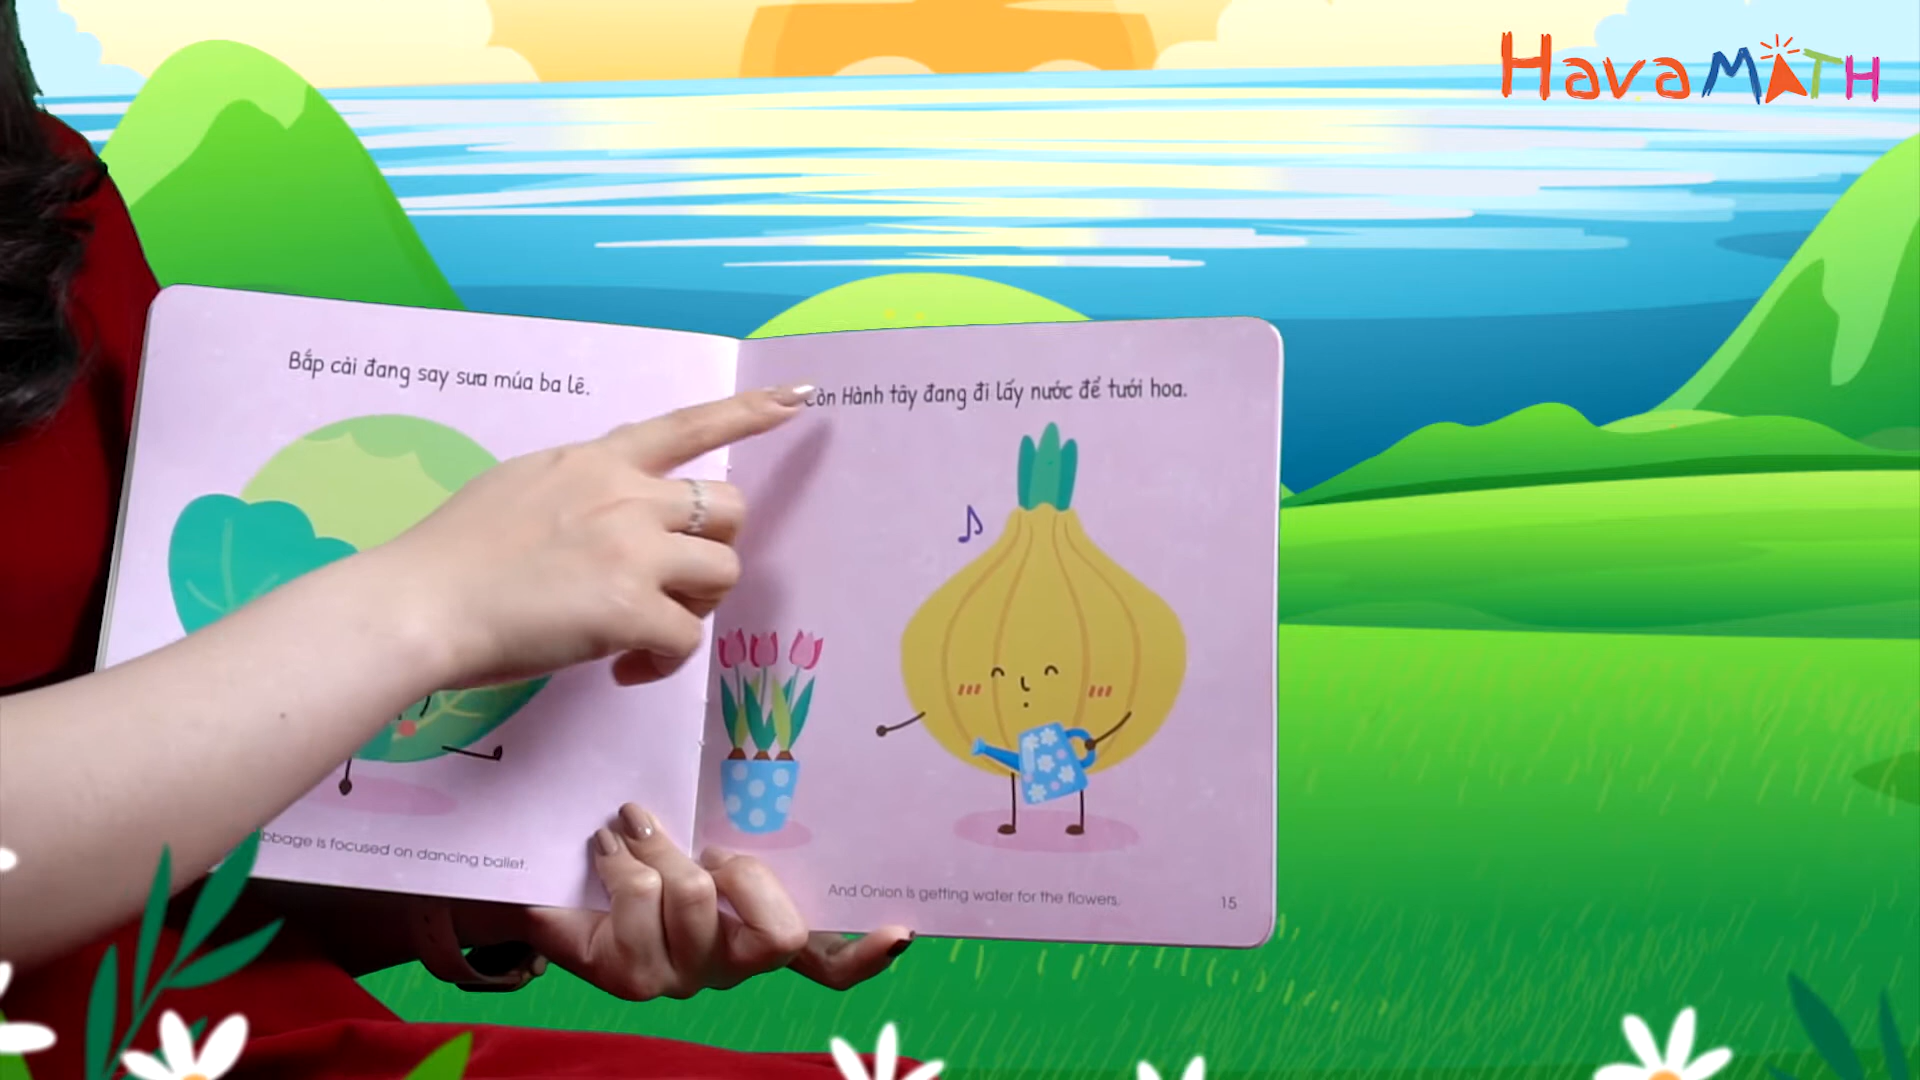 HavaMATH
Bắp cải đang say sưa múa ba lê.
Còn Hành tây đang đi lấy nước để tưới hoa.
is focused on dancing ballet.
And Onion is getting water for the flowers.
15